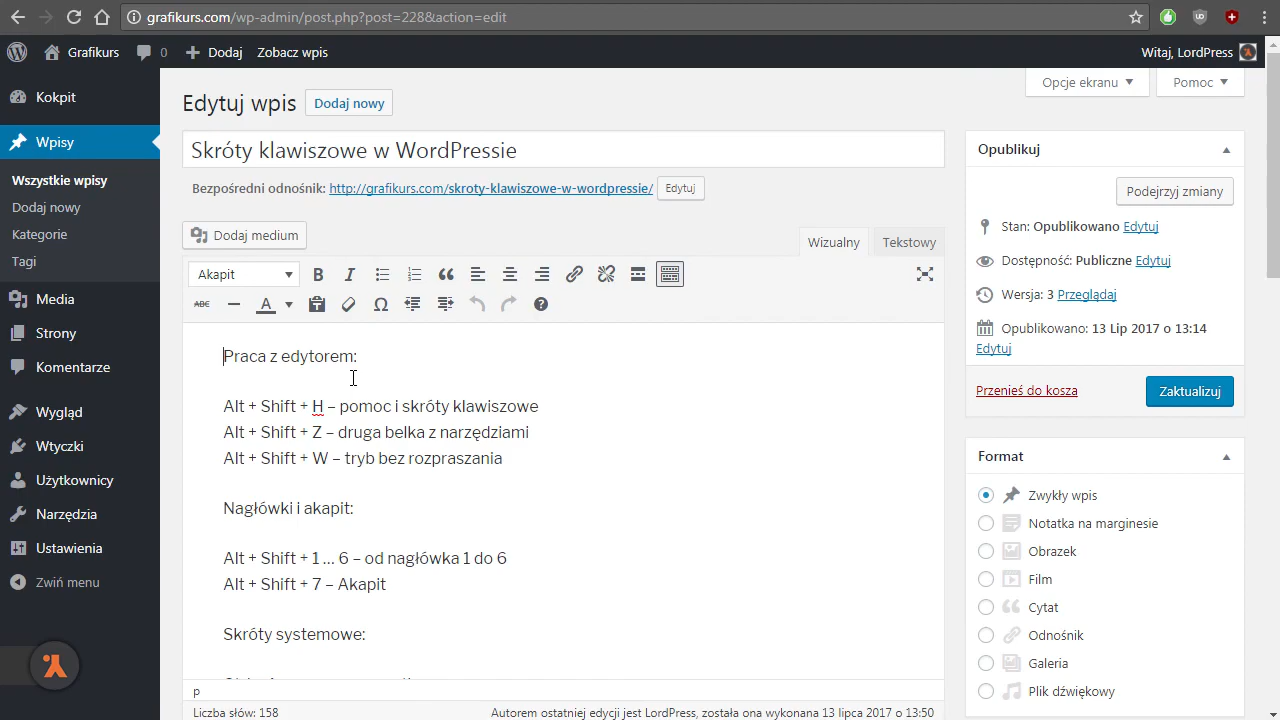 grafikurs.com/wp-admin/post.php?post=228&action=edit
Grafikurs
0
Dodaj
Zobacz wpis
Witaj, LordPress
Kokpit
Wpisy
Wszystkie wpisy
Dodaj nowy
Kategorie
Tagi
Media
Strony
Komentarze
Wygląd
Wtyczki
Użytkownicy
Narzędzia
Ustawienia
Zwiń menu
Opcje ekranu
Pomoc
Edytuj wpis
Dodaj nowy
Skróty klawiszowe w WordPressie
Bezpośredni odnośnik: http://grafikurs.com/skroty-klawiszowe-w-wordpressie/
Edytuj
Dodaj medium
Wizualny
Tekstowy
Akapit
B I
ABC
A
Praca z edytorem:
Alt + Shift + H – pomoc i skróty klawiszowe
Alt + Shift + Z – druga belka z narzędziami
Alt + Shift + W – tryb bez rozpraszania
Nagłówki i akapit:
Alt + Shift + 1 … 6 – od nagłówka 1 do 6
Alt + Shift + 7 – Akapit
Skróty systemowe:
p
Liczba słów: 158
Autorem ostatniej edycji jest LordPress, została ona wykonana 13 lipca 2017 o 13:50
Opublikuj
Podejrzyj zmiany
Stan: Opublikowano Edytuj
Dostępność: Publiczne Edytuj
Wersja: 3 Przeglądaj
Opublikowano: 13 Lip 2017 o 13:14
Edytuj
Przenieś do kosza
Zaktualizuj
Format
Zwykły wpis
Notatka na marginesie
Obrazek
Film
Cytat
Odnośnik
Galeria
Plik dźwiękowy